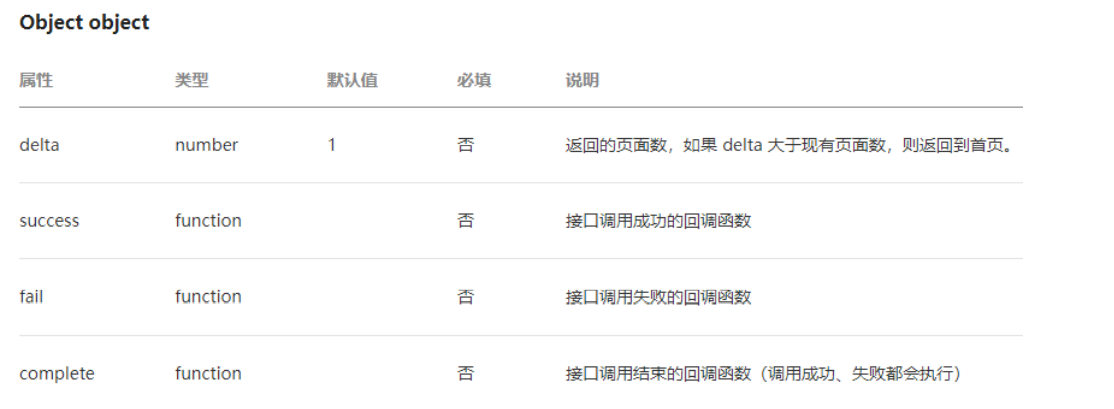 Object object
属性 类型 默认值 必填 说明
delta number 1 否 返回的页面数，如果 delta 大于现有页面数，则返回到首页。
success function 否 接口调用成功的回调函数
fail function 否 接口调用失败的回调函数
complete function 否 接口调用结束的回调函数（调用成功、失败都会执行）